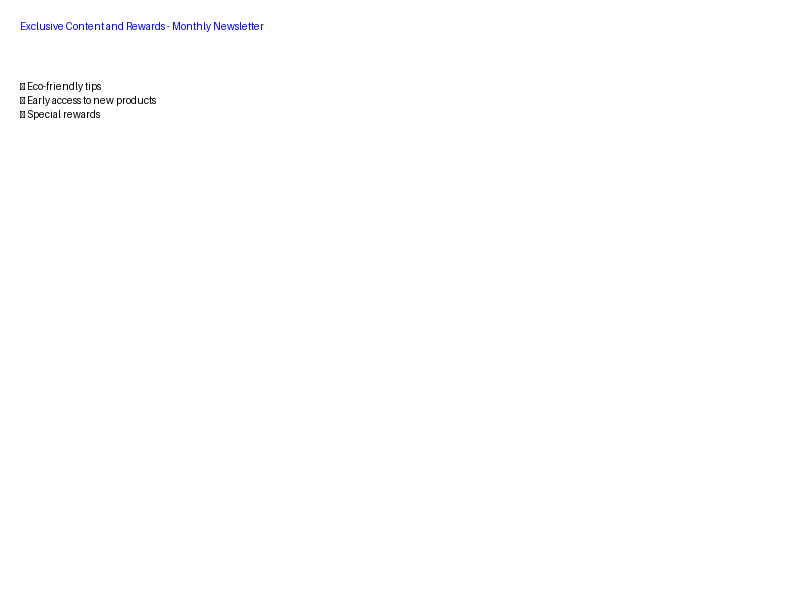 Exclusive Content and Rewards - Monthly Newsletter
Eco-friendly tips
Early access to new products
Special rewards